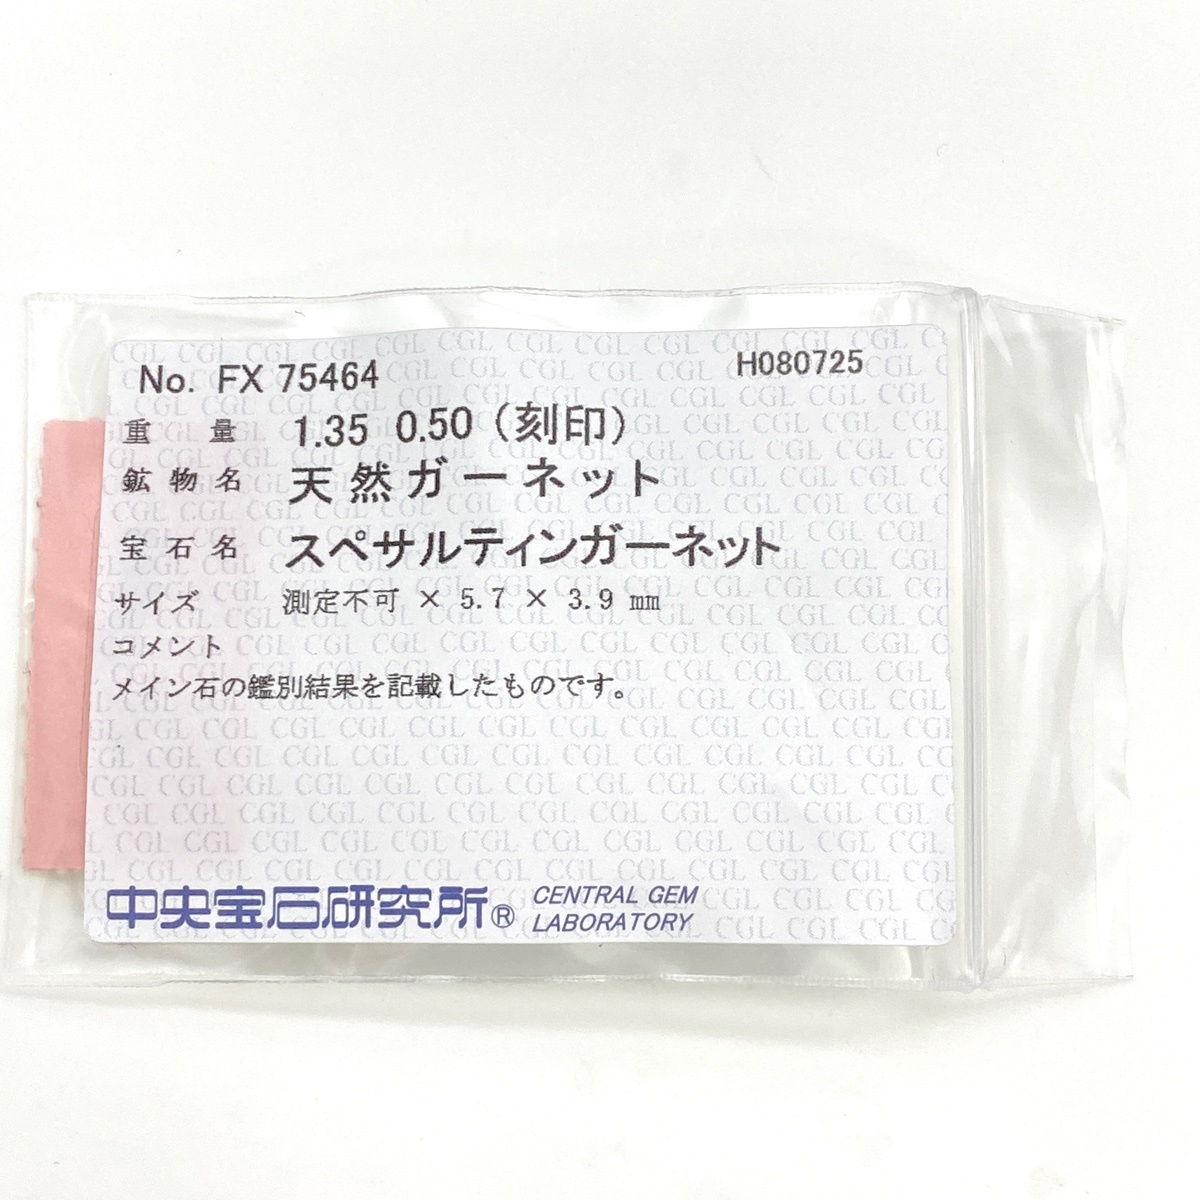 No. FX 75464 H080725
重 量 1.35 0.50 (刻印)
鉱 物 名 天然ガーネット
宝 石 名 スペサルティンガーネット
サイズ 測定不可 × 5.7 × 3.9 ㎜
コメント
メイン石の鑑別結果を記載したものです。
中央宝石研究所® CENTRAL GEM
LABORATORY